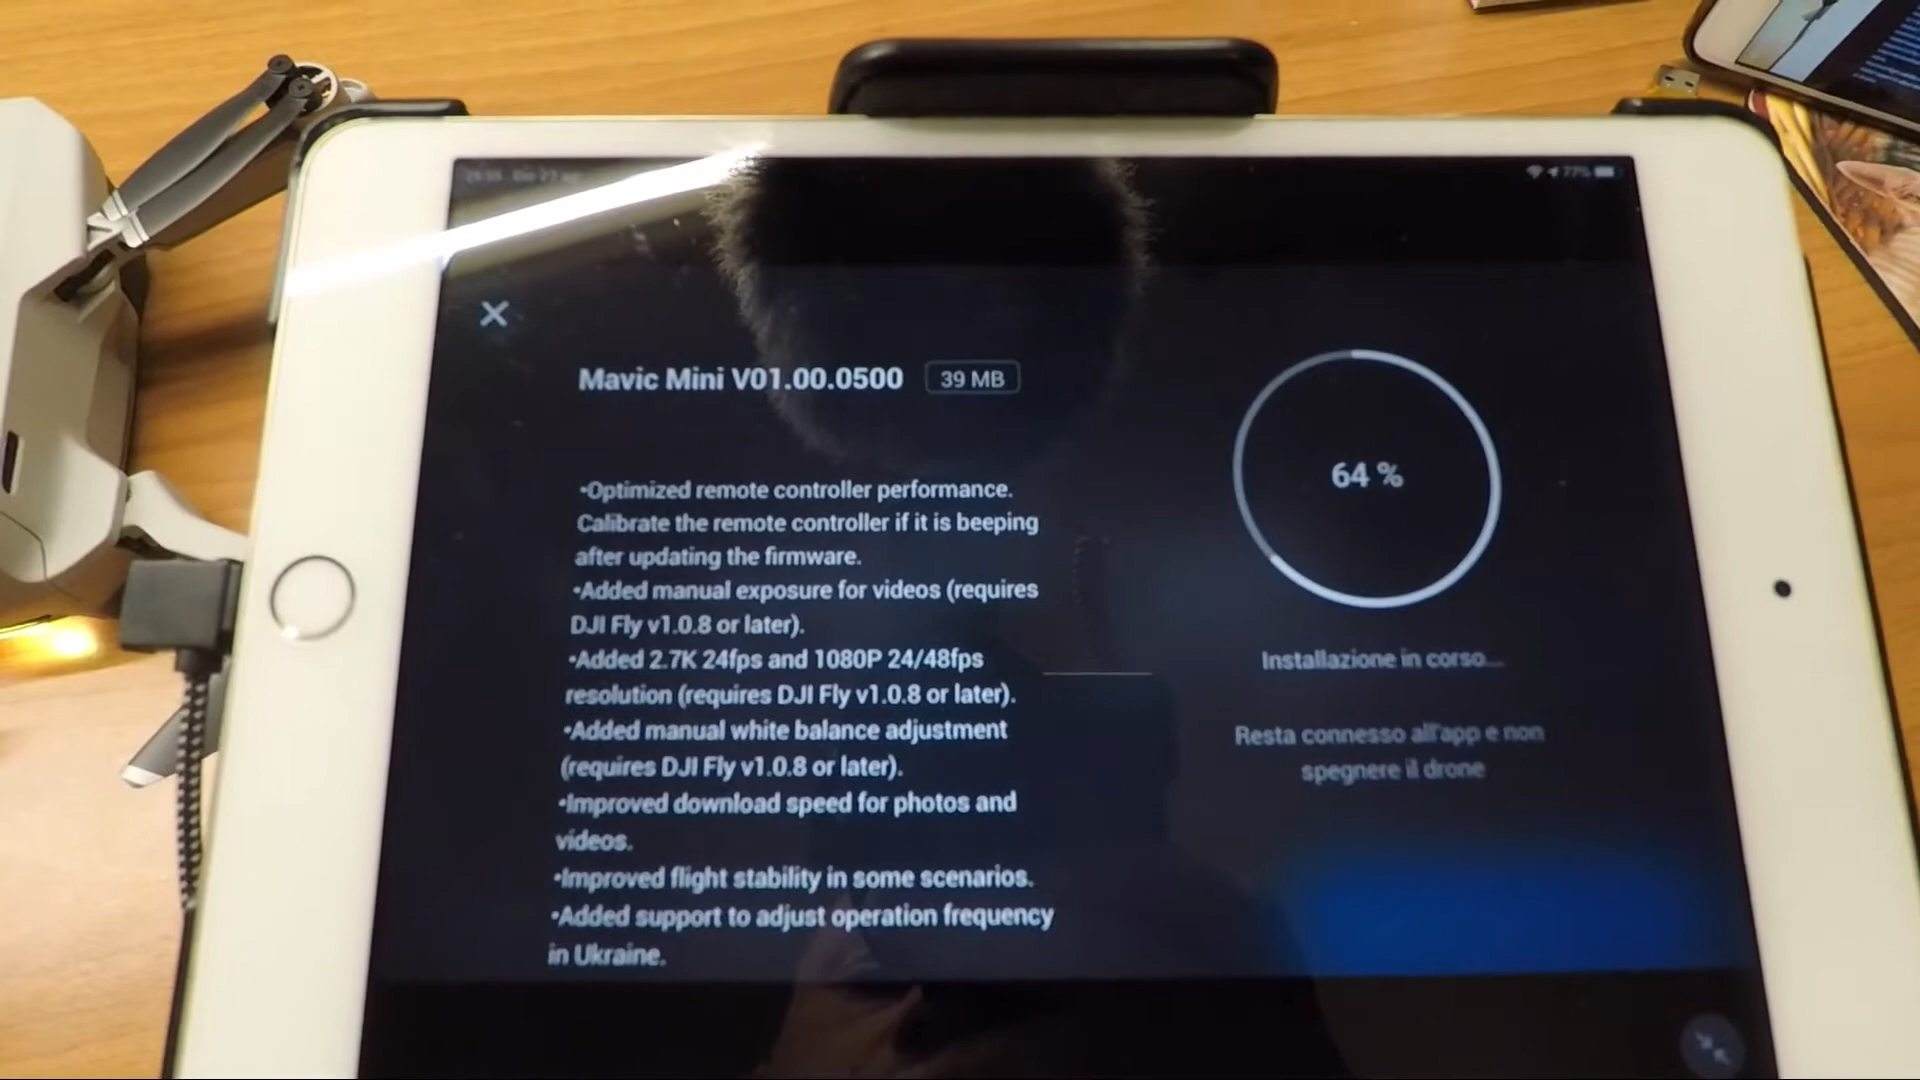 77%
Mavic Mini V01.00.0500 39 MB
•Optimized remote controller performance.
Calibrate the remote controller if it is beeping
after updating the firmware.
•Added manual exposure for videos (requires
DJI Fly v1.0.8 or later).
•Added 2.7K 24fps and 1080P 24/48fps
resolution (requires DJI Fly v1.0.8 or later).
•Added manual white balance adjustment
(requires DJI Fly v1.0.8 or later).
•Improved download speed for photos and
videos.
•Improved flight stability in some scenarios.
•Added support to adjust operation frequency
in Ukraine.
64 %
Installazione in corso...
Resta connesso all'app e non
spegnere il drone